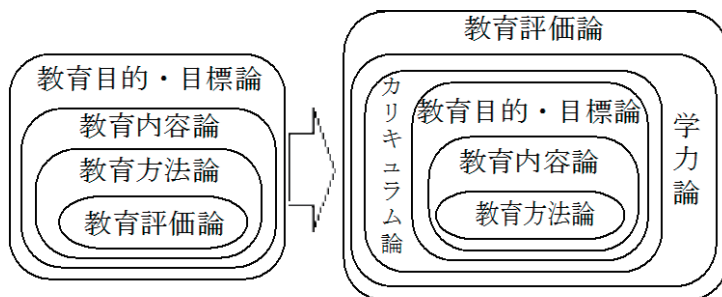 教育目的・目標論
教育内容論
教育方法論
教育評価論
教育評価論
カリキュラム論
教育目的・目標論
教育内容論
教育方法論
学力論